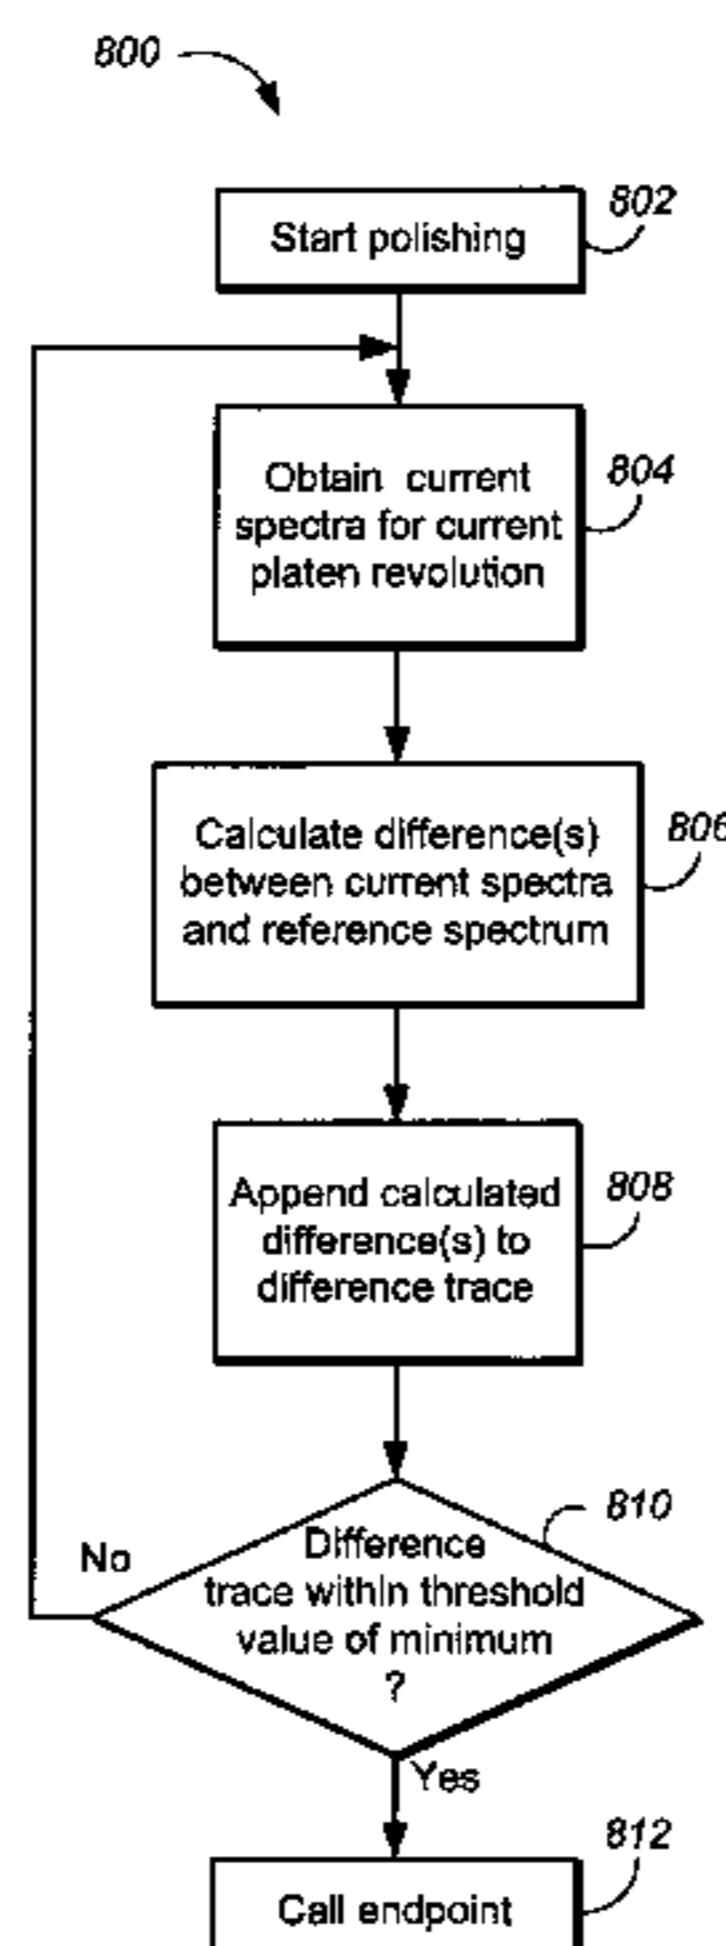 800
802
Start polishing
804
Obtain current
spectra for current
platen revolution
806
Calculate difference(s)
between current spectra
and reference spectrum
808
Append calculated
difference(s) to
difference trace
810
No
Difference
trace within threshold
value of minimum
?
Yes
812
Call endpoint